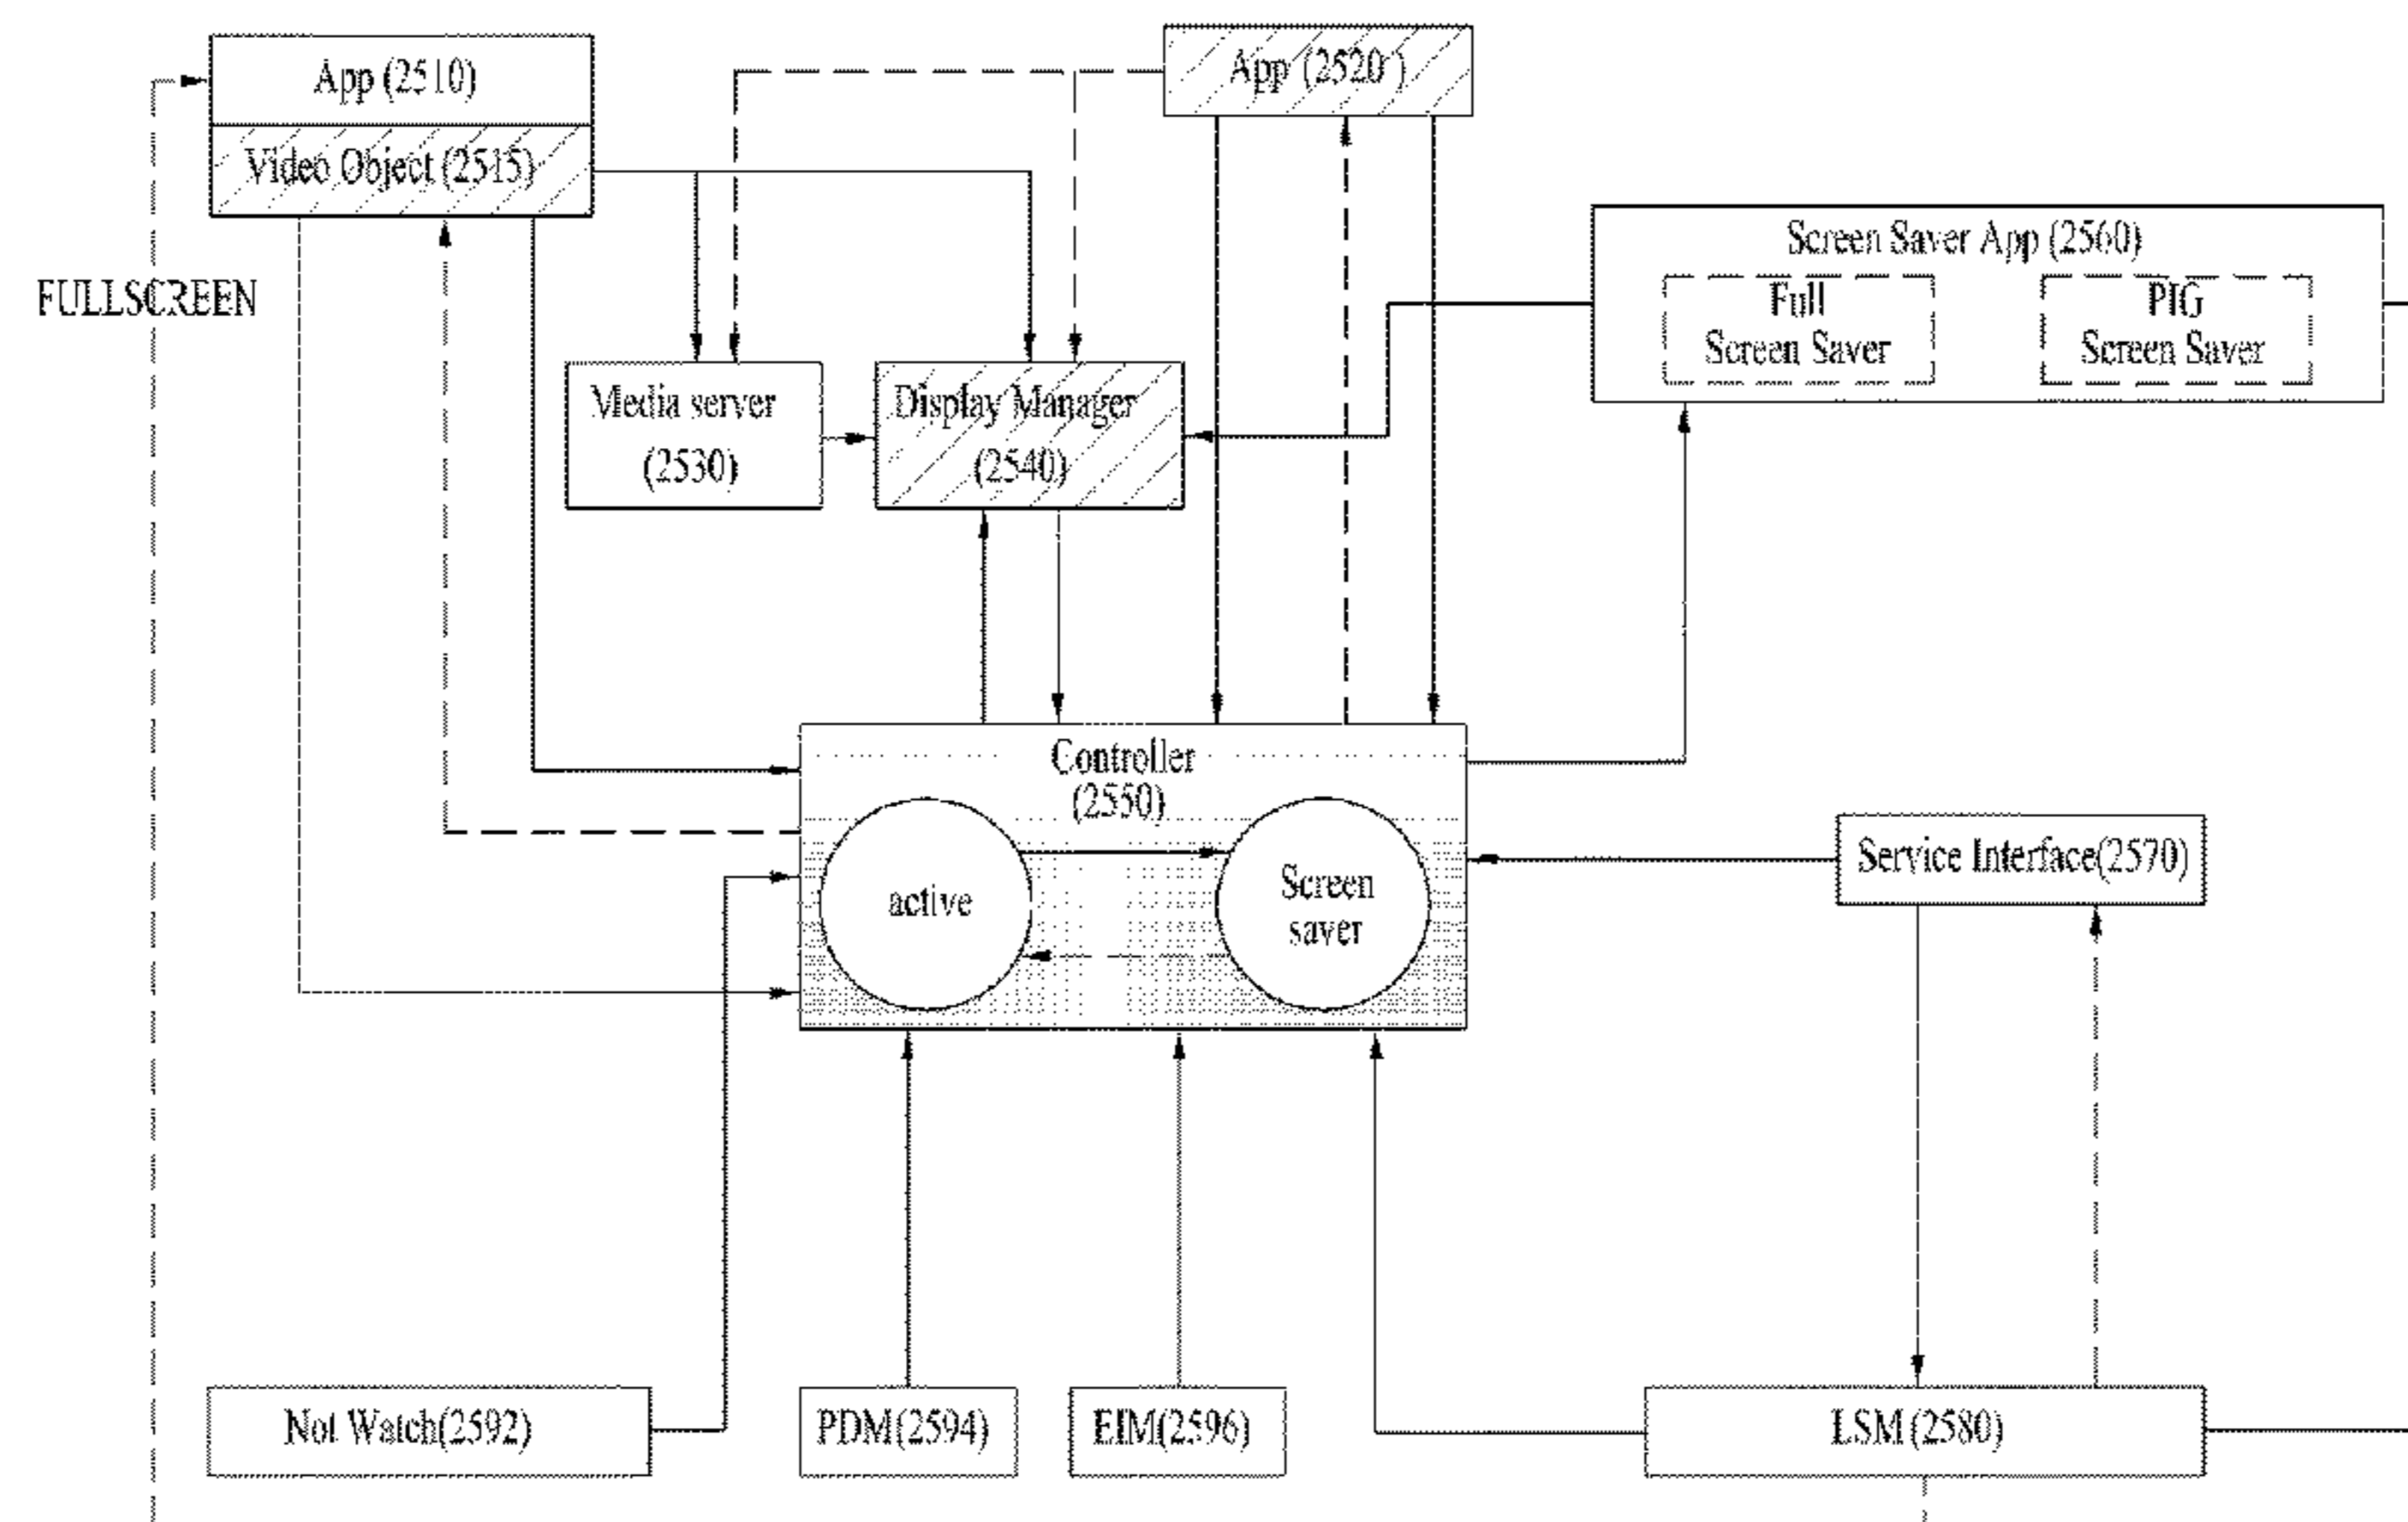 App (2510)
Video Object (2515)
App (2520)
FULLSCREEN
Screen Saver App (2560)
Full
Screen Saver
PIG
Screen Saver
Media server
(2530)
Display Manager
(2540)
Controller
(2550)
active
Screen
saver
Service Interface(2570)
Not Watch(2592)
PDM(2594)
EIM(2596)
LSM(2580)